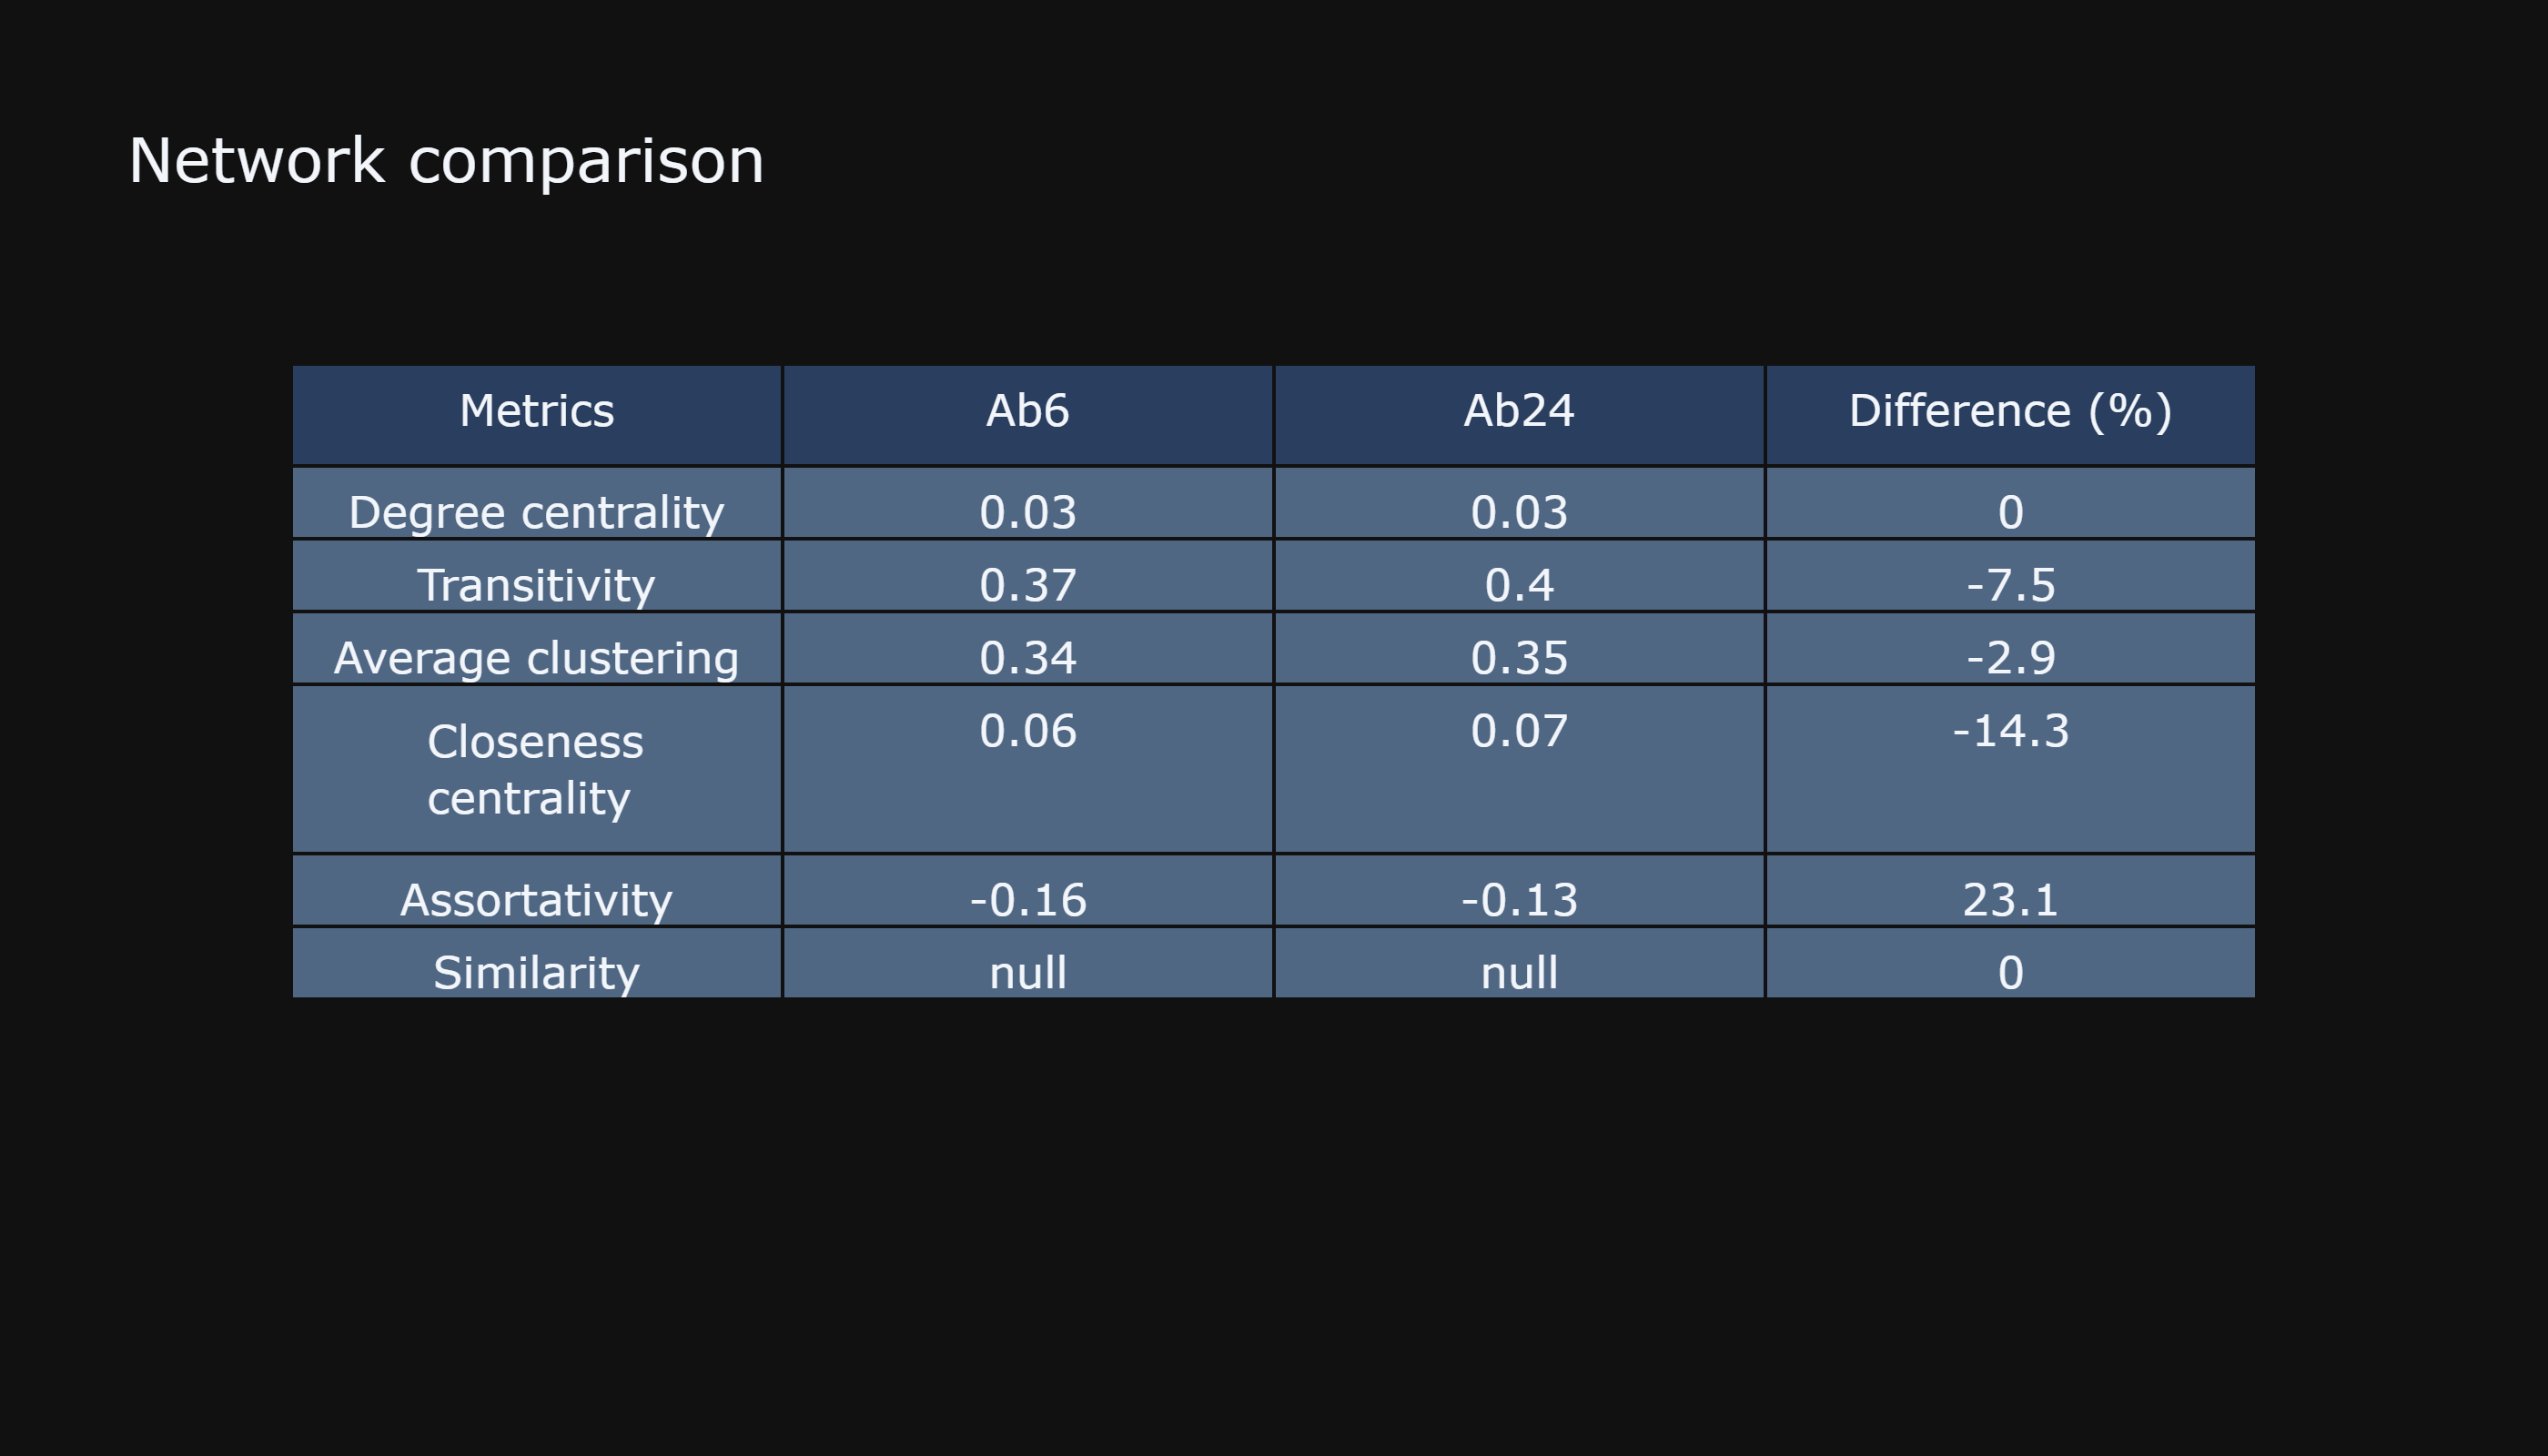 Network comparison
Metrics Ab6 Ab24 Difference (%)
Degree centrality 0.03 0.03 0
Transitivity 0.37 0.4 -7.5
Average clustering 0.34 0.35 -2.9
Closeness
centrality 0.06 0.07 -14.3
Assortativity -0.16 -0.13 23.1
Similarity null null 0